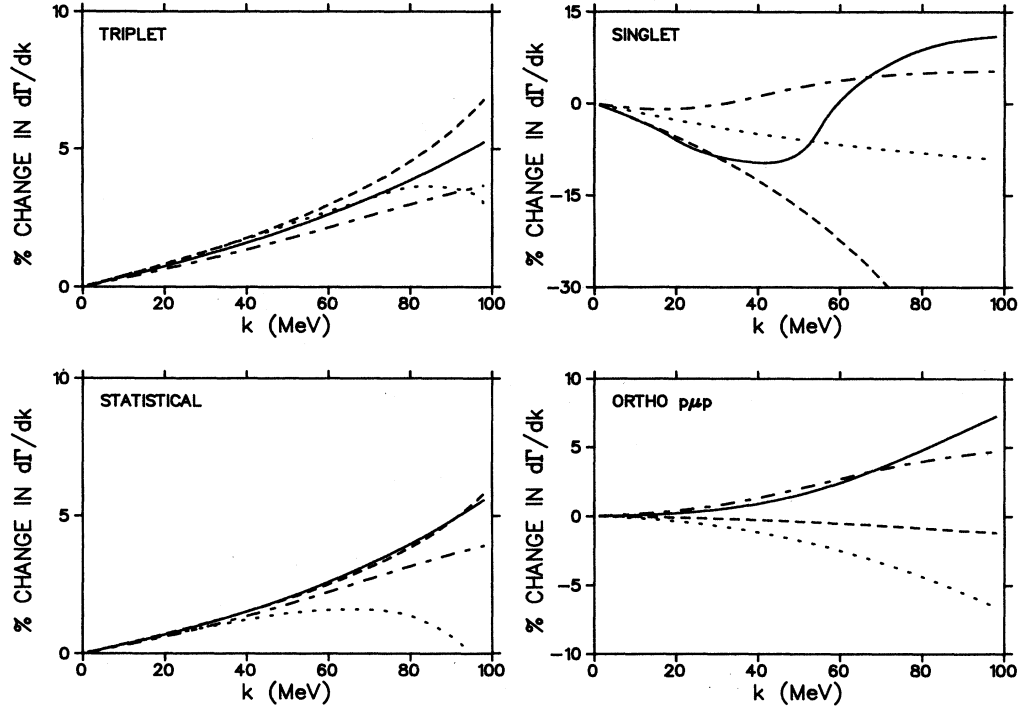 10
TRIPLET
5
0
% CHANGE IN dΓ/dk
0 20 40 60 80 100
k (MeV)
15
SINGLET
0
-15
-30
% CHANGE IN dΓ/dk
0 20 40 60 80 100
k (MeV)
10
STATISTICAL
5
0
% CHANGE IN dΓ/dk
0 20 40 60 80 100
k (MeV)
10
ORTHO pμp
5
0
-5
-10
% CHANGE IN dΓ/dk
0 20 40 60 80 100
k (MeV)